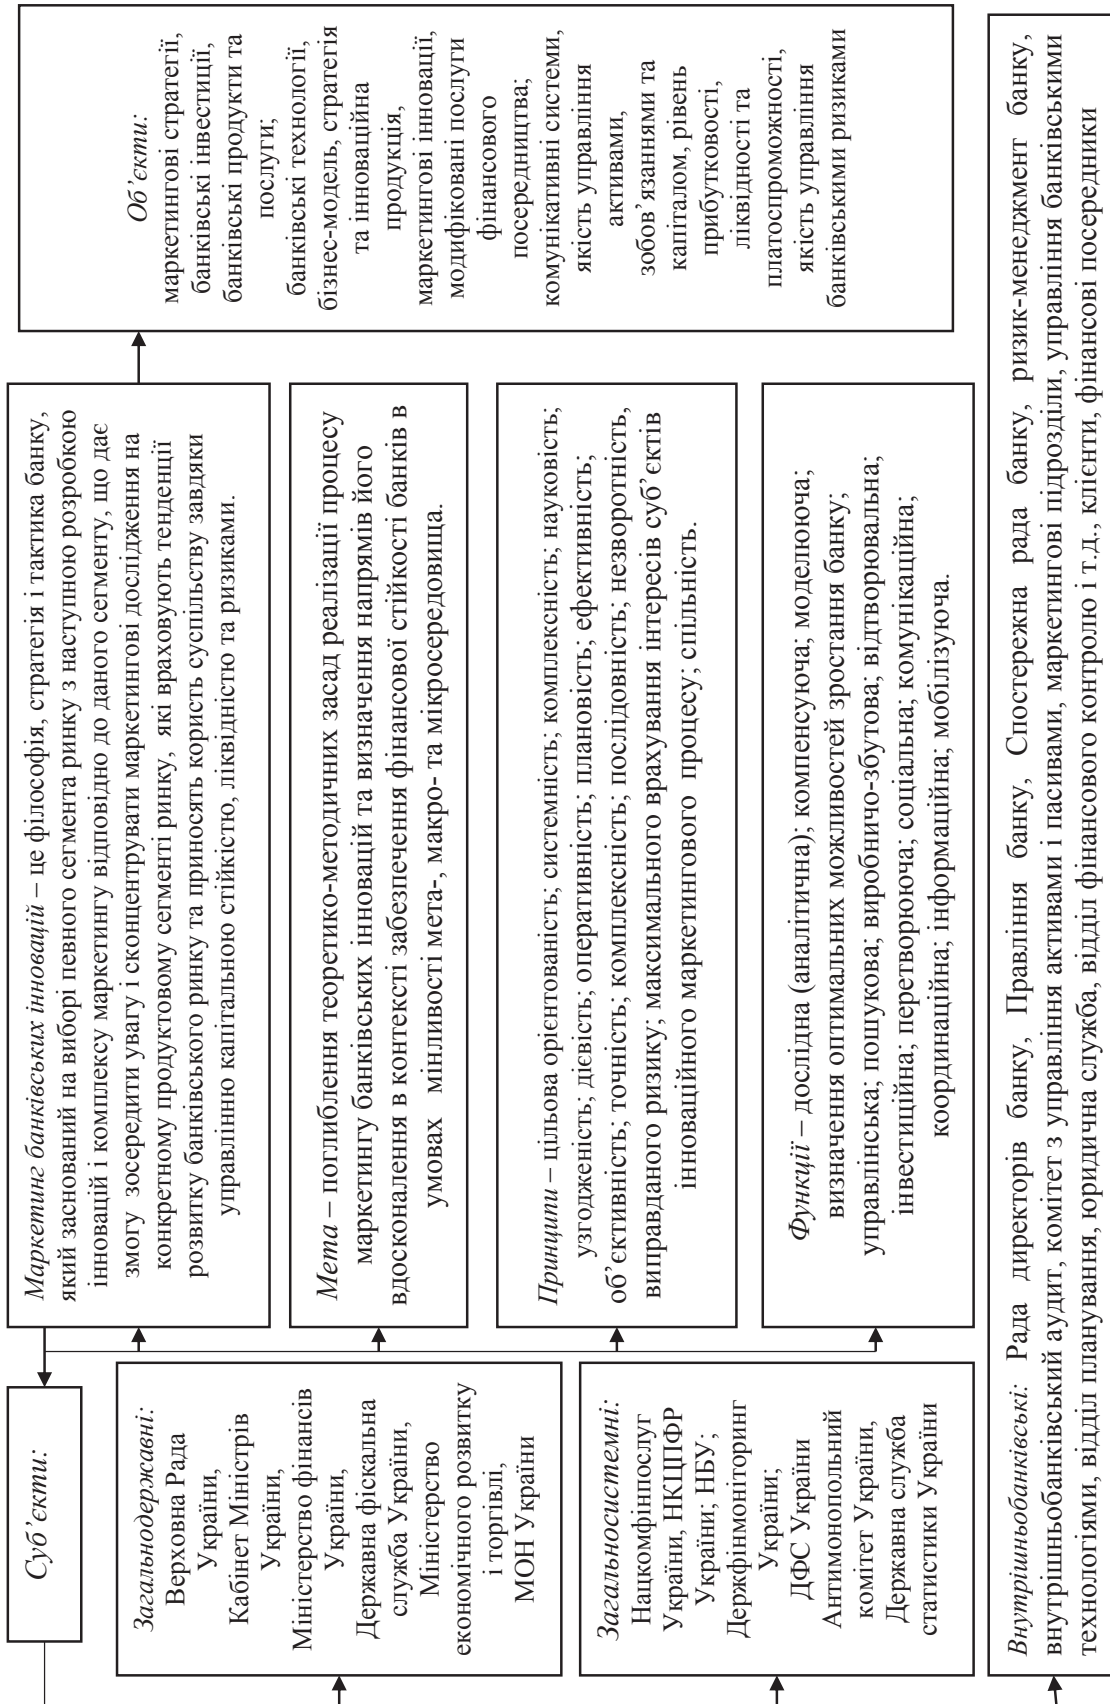 Суб’єкти:
Загальнодержавні:
Верховна Рада
України,
Кабінет Міністрів
України,
Міністерство фінансів
України,
Державна фіскальна
служба України,
Міністерство
економічного розвитку
і торгівлі,
МОН України
Загальносистемні:
Нацкомфінпослуг
України, НКЦПФР
України; НБУ;
Держфінмоніторинг
України;
ДФС України
Антимонопольний
комітет України,
Державна служба
статистики України
Маркетинг банківських інновацій – це філософія, стратегія і тактика банку,
який заснований на виборі певного сегмента ринку з наступною розробкою
інновацій і комплексу маркетингу відповідно до даного сегменту, що дає
змогу зосередити увагу і сконцентрувати маркетингові дослідження на
конкретному продуктовому сегменті ринку, які враховують тенденції
розвитку банківського ринку та приносять користь суспільству завдяки
управлінню капітальною стійкістю, ліквідністю та ризиками.
Мета – поглиблення теоретико-методичних засад реалізації процесу
маркетингу банківських інновацій та визначення напрямів його
вдосконалення в контексті забезпечення фінансової стійкості банків в
умовах мінливості мета-, макро- та мікросередовища.
Принципи – цільова орієнтованість; системність; комплексність; науковість;
узгодженість; дієвість; оперативність; плановість; ефективність;
об’єктивність; точність; комплексність; послідовність; незворотність,
виправданого ризику; максимального врахування інтересів суб’єктів
інноваційного маркетингового процесу; спільність.
Функції – дослідна (аналітична); компенсуюча; моделююча;
визначення оптимальних можливостей зростання банку;
управлінська; пошукова; виробничо-збутова; відтворювальна;
інвестиційна; перетворююча; соціальна; комунікаційна;
координаційна; інформаційна; мобілізуюча.
Об’єкти:
маркетингові стратегії,
банківські інвестиції,
банківські продукти та
послуги;
банківські технології,
бізнес-модель, стратегія
та інноваційна
продукція,
маркетингові інновації,
модифіковані послуги
фінансового
посередництва;
комунікативні системи,
якість управління
активами,
зобов’язаннями та
капіталом, рівень
прибутковості,
ліквідності та
платоспроможності,
якість управління
банківськими ризиками
Внутрішньобанківські: Рада директорів банку, Правління банку, Спостережна рада банку, ризик-менеджмент банку,
внутрішньобанківський аудит, комітет з управління активами і пасивами, маркетингові підрозділи, управління банківськими
технологіями, відділ планування, юридична служба, відділ фінансового контролю і т.д., клієнти, фінансові посередники